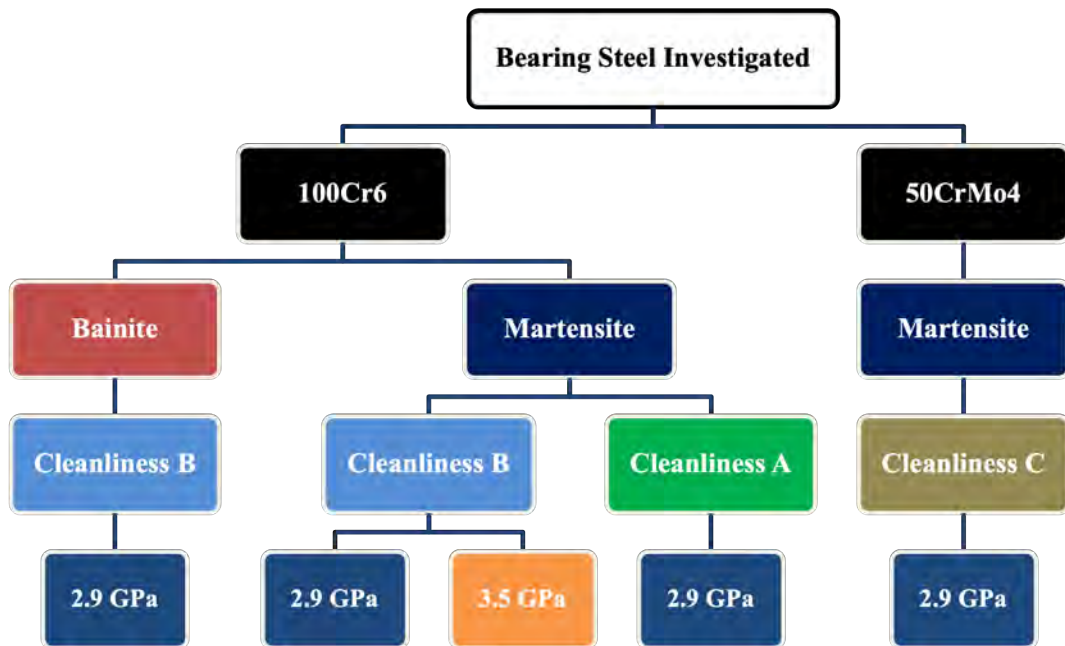 Bearing Steel Investigated
100Cr6
50CrMo4
Bainite
Martensite
Martensite
Cleanliness B
Cleanliness B
Cleanliness A
Cleanliness C
2.9 GPa
2.9 GPa
3.5 GPa
2.9 GPa
2.9 GPa